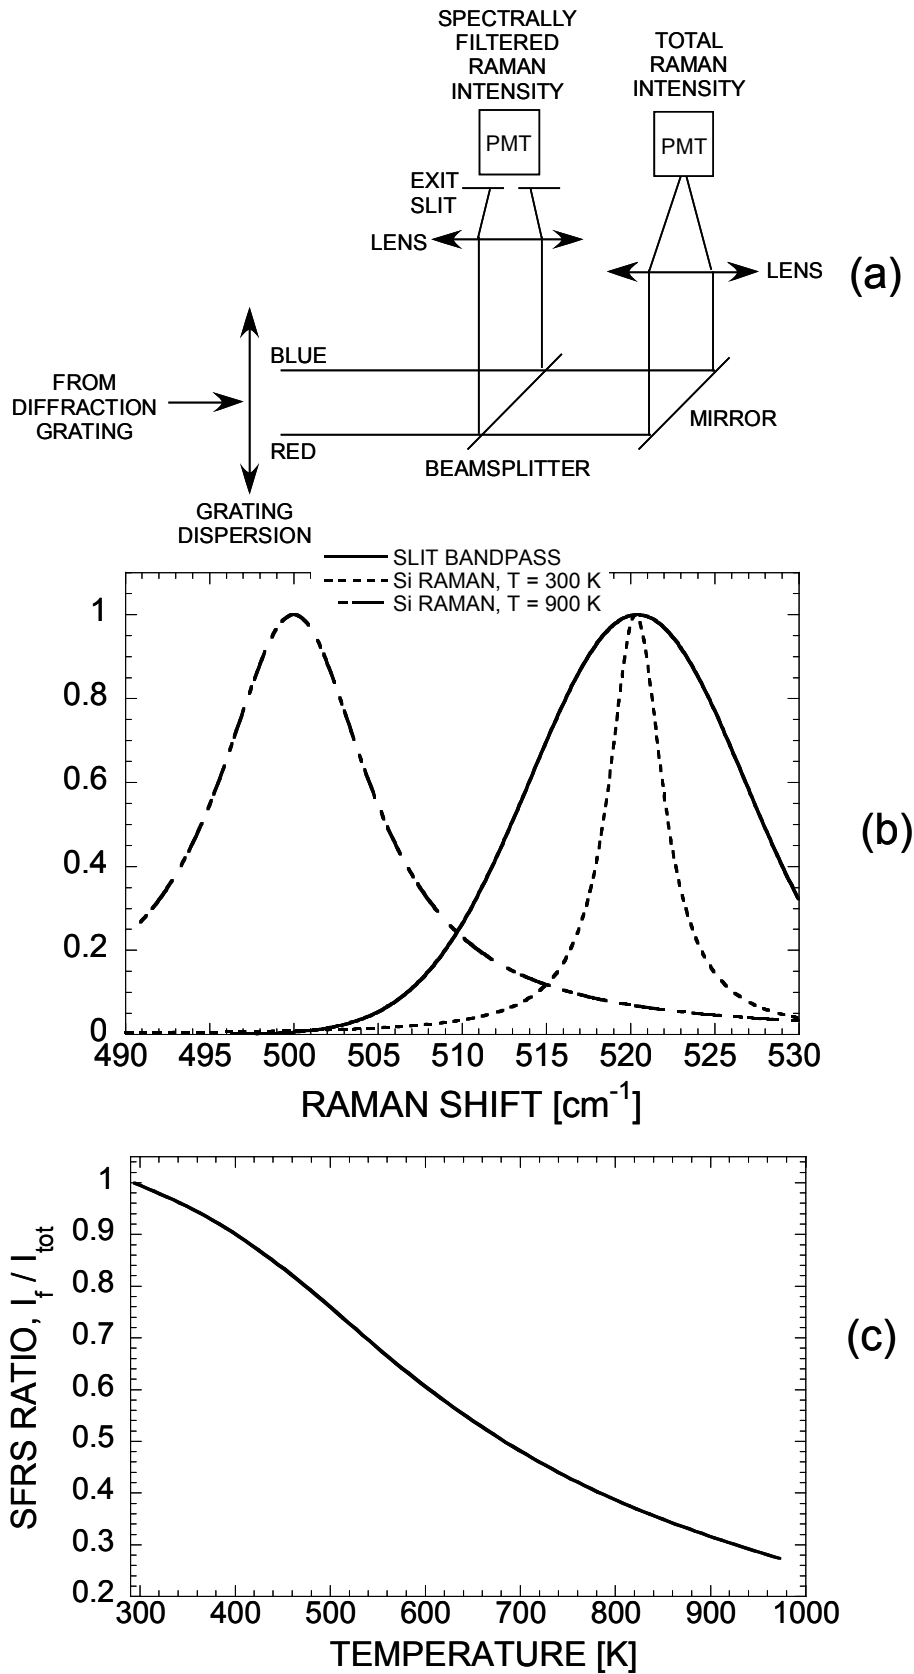 SPECTRALLY
FILTERED
RAMAN
INTENSITY
TOTAL
RAMAN
INTENSITY
PMT
PMT
EXIT
SLIT
LENS
LENS
(a)
BLUE
FROM
DIFFRACTION
GRATING
RED
MIRROR
BEAMSPLITTER
GRATING
DISPERSION
SLIT BANDPASS
Si RAMAN, T = 300 K
Si RAMAN, T = 900 K
1
0.8
0.6
0.4
0.2
0
(b)
490 495 500 505 510 515 520 525 530
RAMAN SHIFT [cm⁻¹]
1
0.9
0.8
0.7
0.6
0.5
0.4
0.3
0.2
SFRS RATIO, I_f / I_tot
(c)
300 400 500 600 700 800 900 1000
TEMPERATURE [K]